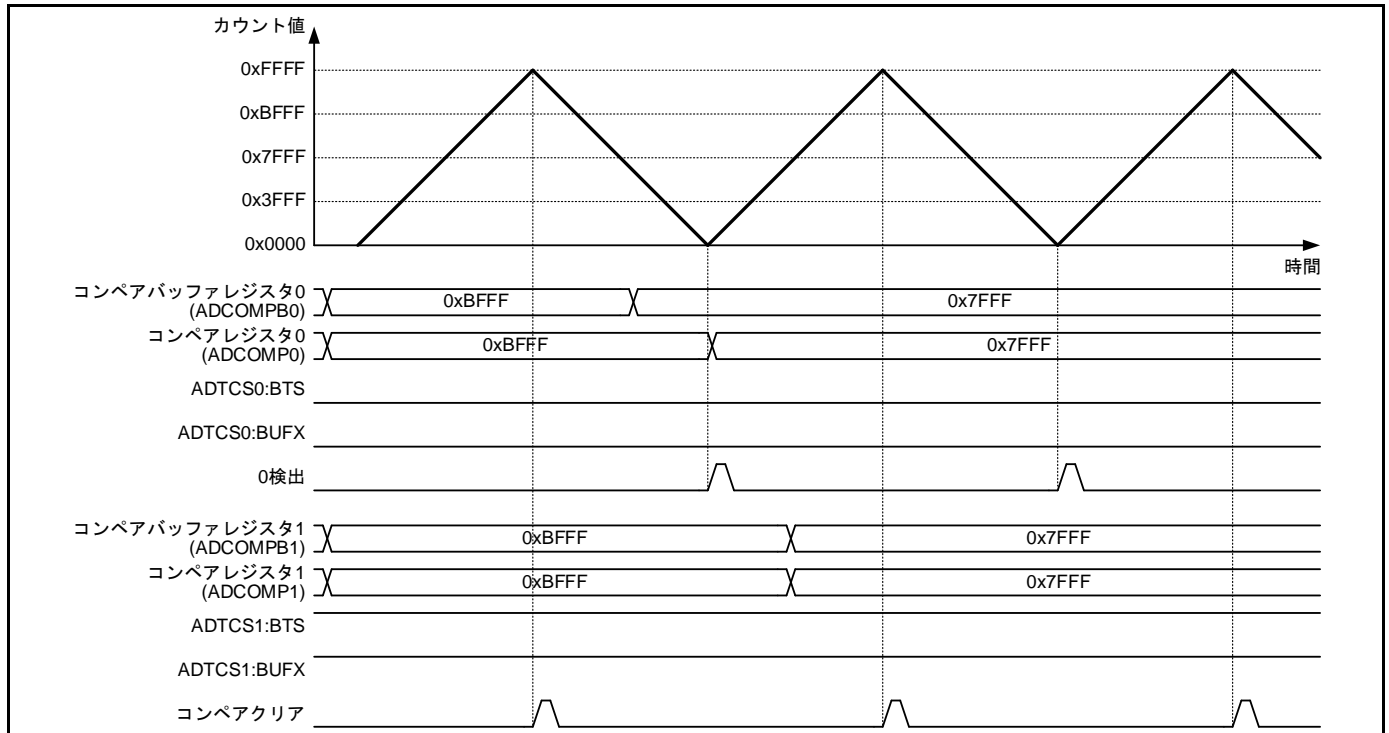 カウント値
0xFFFF
0xBFFF
0x7FFF
0x3FFF
0x0000
時間
コンペアバッファレジスタ0
(ADCOMPB0)
0xBFFF
0x7FFF
コンペアレジスタ0
(ADCOMP0)
0xBFFF
0x7FFF
ADTCS0:BTS
ADTCS0:BUFX
0検出
コンペアバッファレジスタ1
(ADCOMPB1)
0xBFFF
0x7FFF
コンペアレジスタ1
(ADCOMP1)
0xBFFF
0x7FFF
ADTCS1:BTS
ADTCS1:BUFX
コンペアクリア